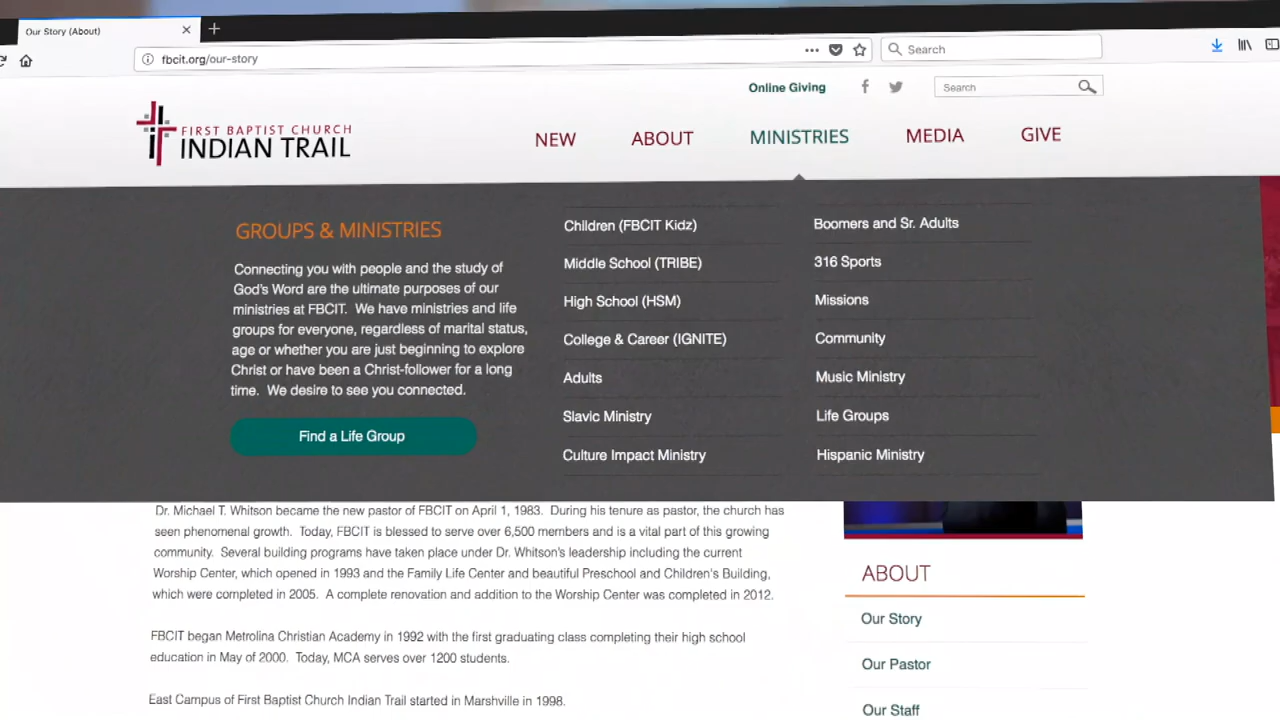 Our Story (About)
fbcit.org/our-story
Search
Online Giving
Search
FIRST BAPTIST CHURCH
INDIAN TRAIL
NEW
ABOUT
MINISTRIES
MEDIA
GIVE
GROUPS & MINISTRIES
Connecting you with people and the study of
God's Word are the ultimate purposes of our
ministries at FBCIT. We have ministries and life
groups for everyone, regardless of marital status,
age or whether you are just beginning to explore
Christ or have been a Christ-follower for a long
time. We desire to see you connected.
Find a Life Group
Children (FBCIT Kidz)
Middle School (TRIBE)
High School (HSM)
College & Career (IGNITE)
Adults
Slavic Ministry
Culture Impact Ministry
Boomers and Sr. Adults
316 Sports
Missions
Community
Music Ministry
Life Groups
Hispanic Ministry
Dr. Michael T. Whitson became the new pastor of FBCIT on April 1, 1983. During his tenure as pastor, the church has
seen phenomenal growth. Today, FBCIT is blessed to serve over 6,500 members and is a vital part of this growing
community. Several building programs have taken place under Dr. Whitson's leadership including the current
Worship Center, which opened in 1993 and the Family Life Center and beautiful Preschool and Children's Building,
which were completed in 2005. A complete renovation and addition to the Worship Center was completed in 2012.
FBCIT began Metrolina Christian Academy in 1992 with the first graduating class completing their high school
education in May of 2000. Today, MCA serves over 1200 students.
East Campus of First Baptist Church Indian Trail started in Marshville in 1998.
ABOUT
Our Story
Our Pastor
Our Staff